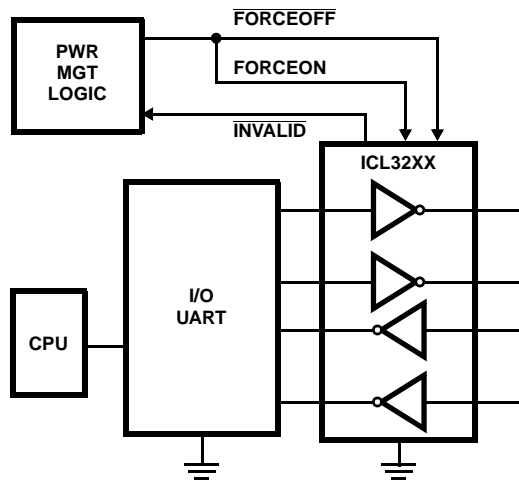 FORCEOFF
PWR
MGT
LOGIC
FORCEON
INVALID
ICL32XX
I/O
UART
CPU